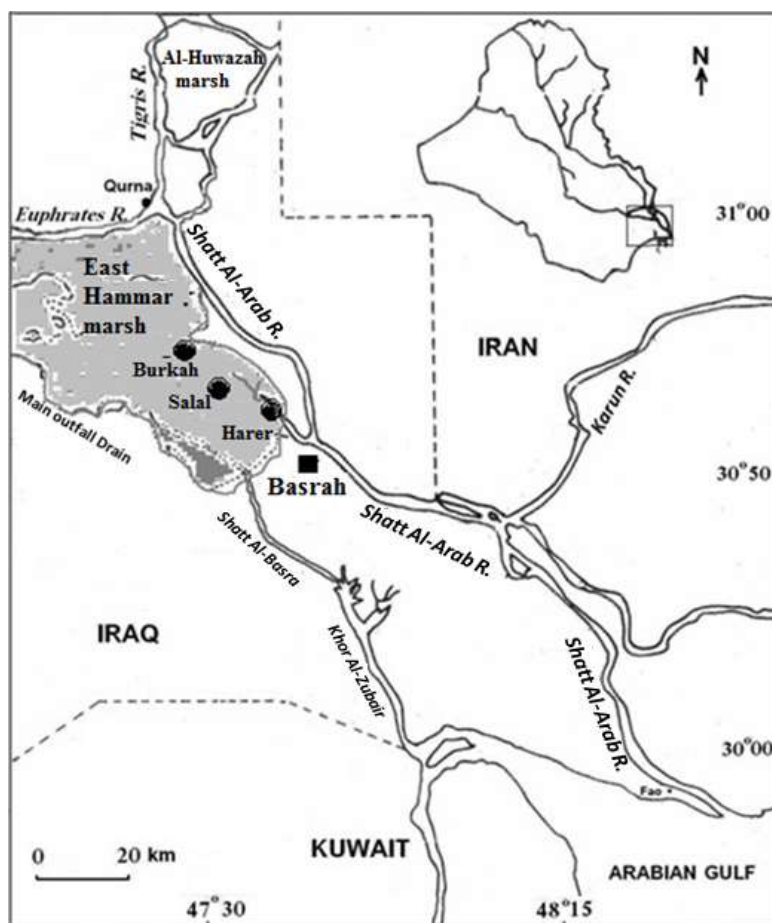 Al-Huwazah
marsh
N
Tigris R.
Qurna
Euphrates R.
31°00
Shatt Al-Arab R.
East
Hammar
marsh
IRAN
Burkah
Karun R.
Salal
Main outfall Drain
Harer
30°50
Basrah
Shatt Al-Arab R.
Shatt Al-Basra
IRAQ
Khor Al-Zubair
Shatt Al-Arab R.
30°00
Fao
0 20 km
KUWAIT
ARABIAN GULF
47°30
48°15